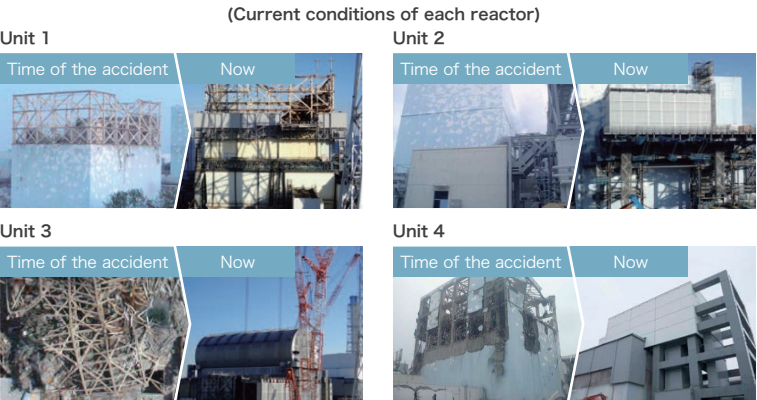 (Current conditions of each reactor)
Unit 1
Time of the accident
Now
Unit 2
Time of the accident
Now
Unit 3
Time of the accident
Now
Unit 4
Time of the accident
Now